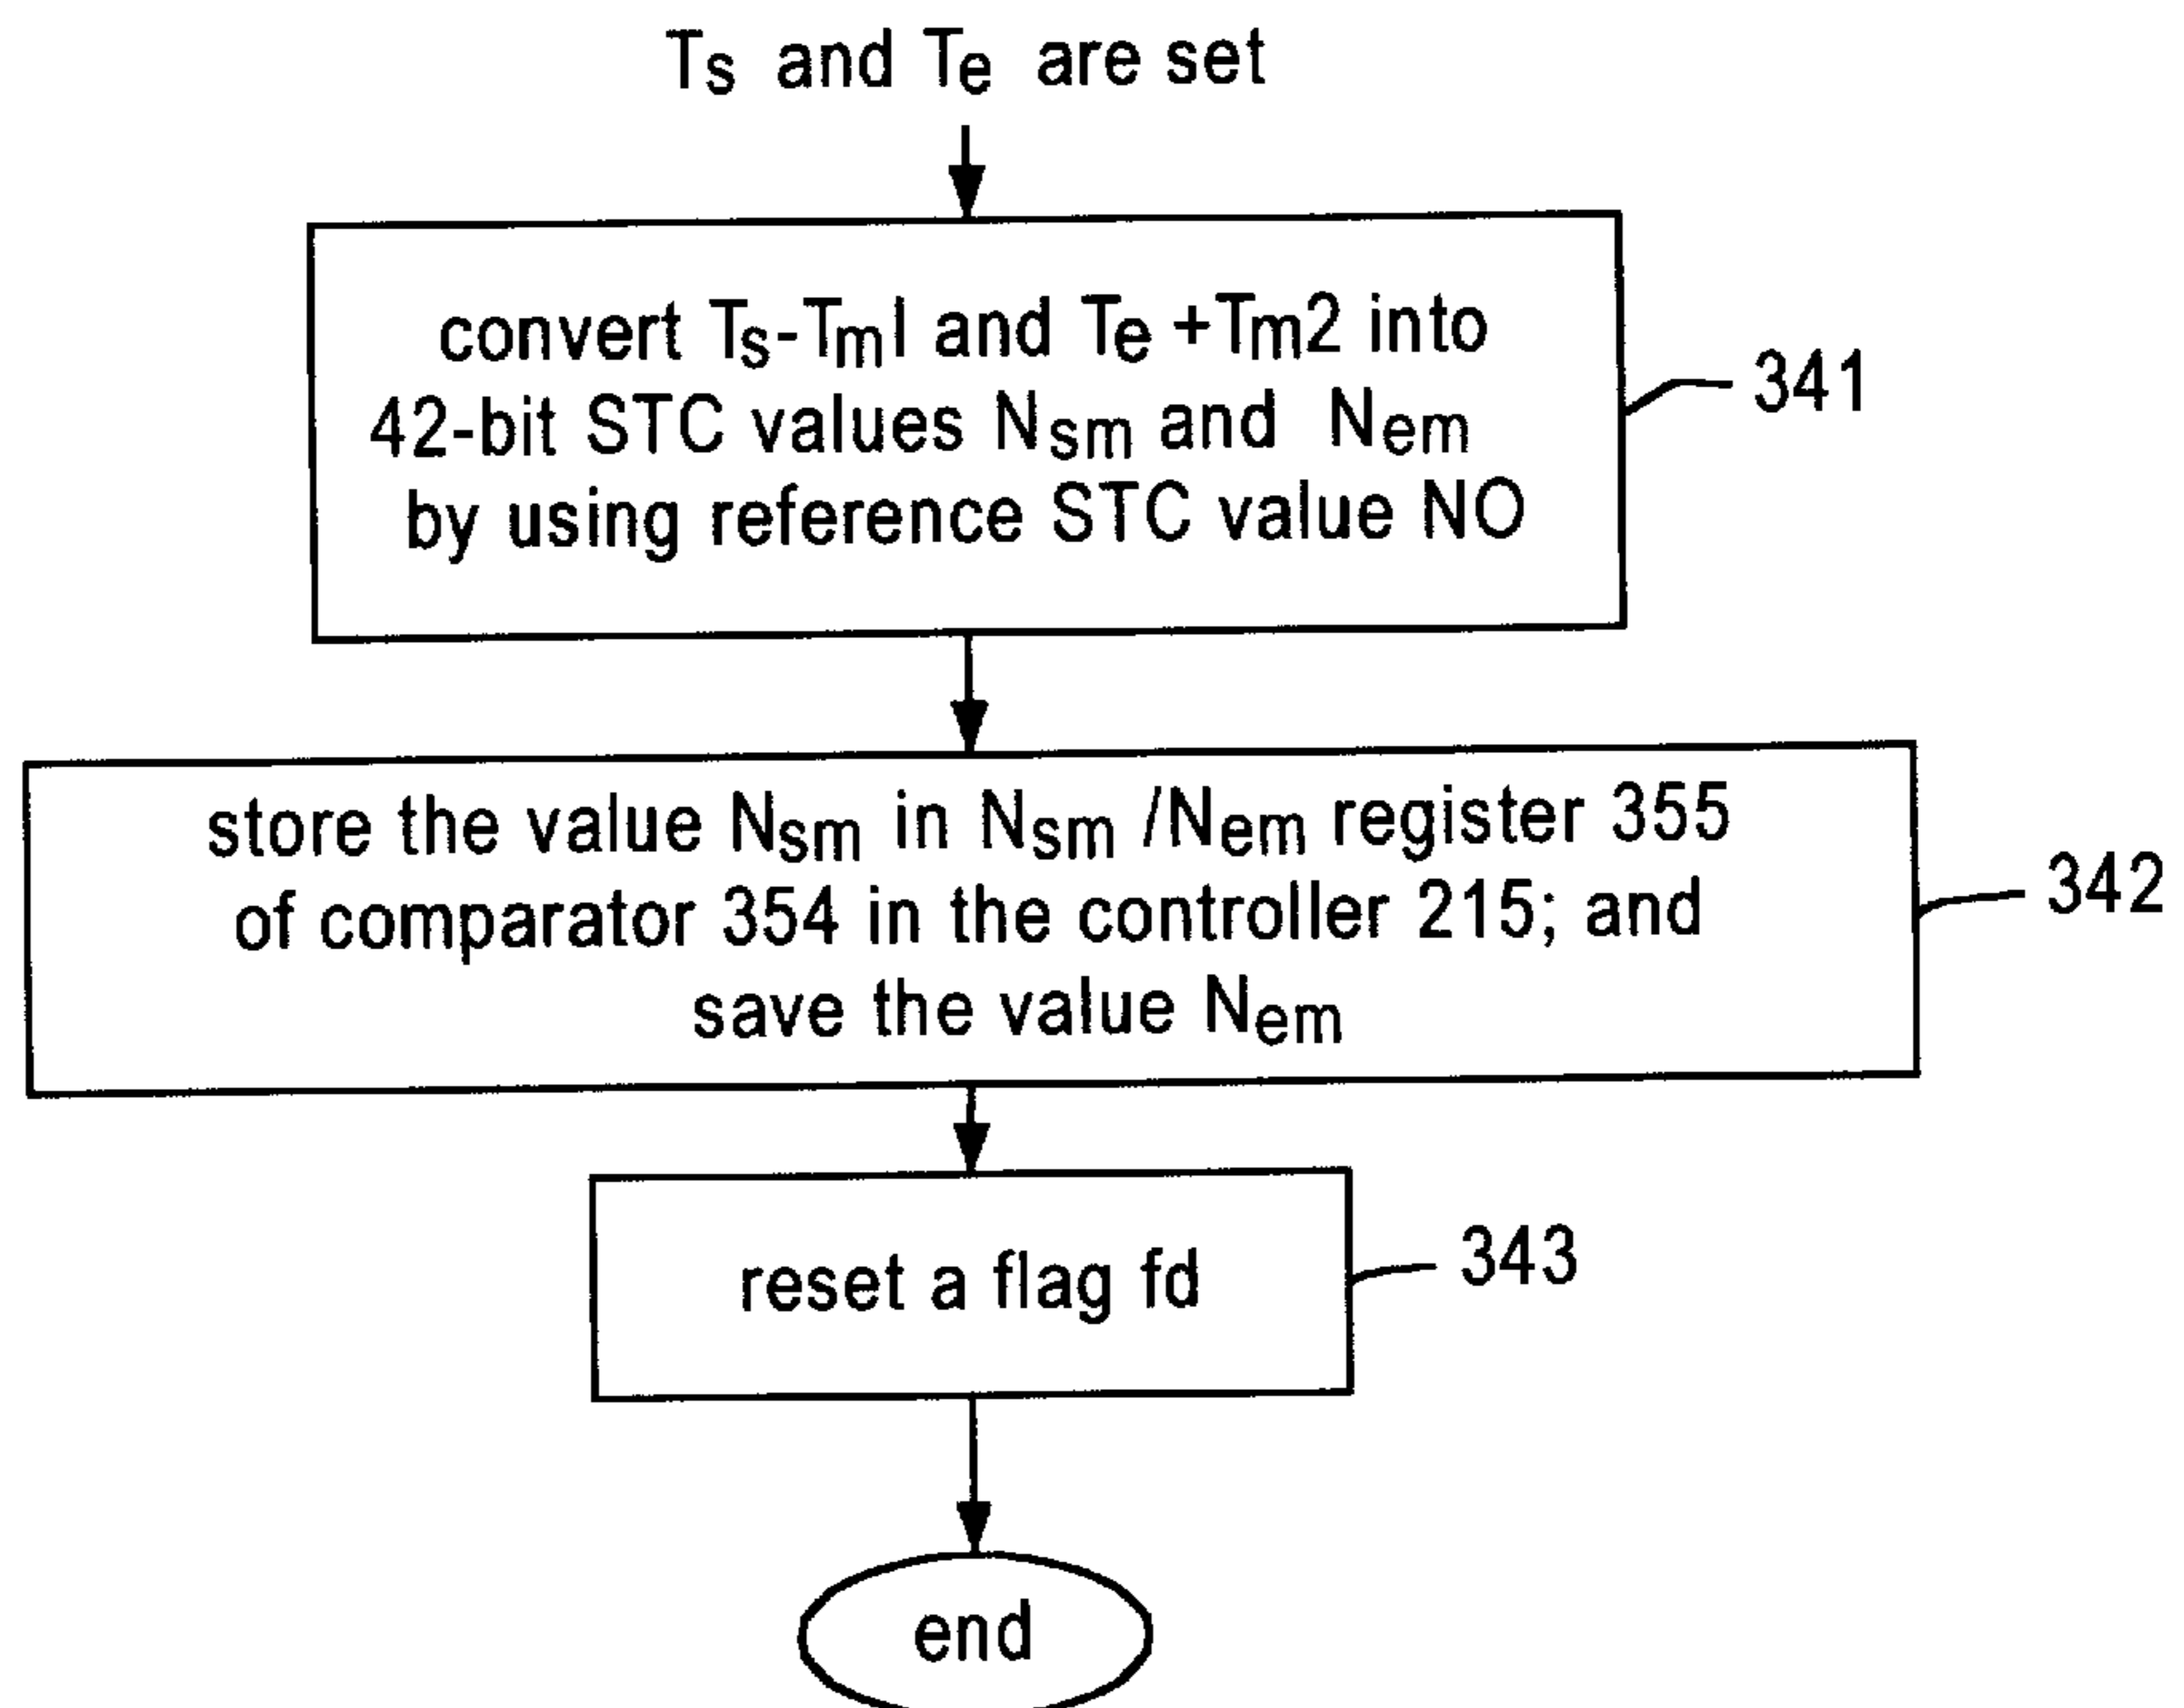 Ts and Te are set
convert Ts-Tml and Te +Tm2 into
42-bit STC values Nsm and Nem
by using reference STC value NO
341
store the value Nsm in Nsm /Nem register 355
of comparator 354 in the controller 215; and
save the value Nem
342
reset a flag fd
343
end